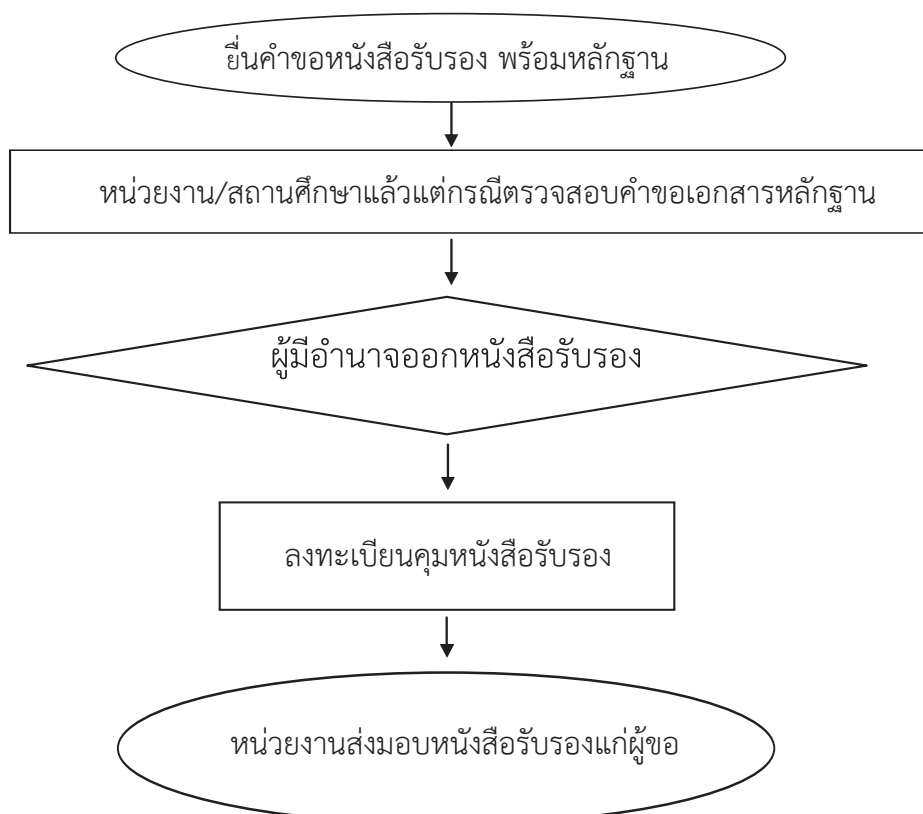 ยื่นคำขอหนังสือรับรอง พร้อมหลักฐาน
หน่วยงาน/สถานศึกษาแล้วแต่กรณีตรวจสอบคำขอเอกสารหลักฐาน
ผู้มีอำนาจออกหนังสือรับรอง
ลงทะเบียนคุมหนังสือรับรอง
หน่วยงานส่งมอบหนังสือรับรองแก่ผู้ขอ